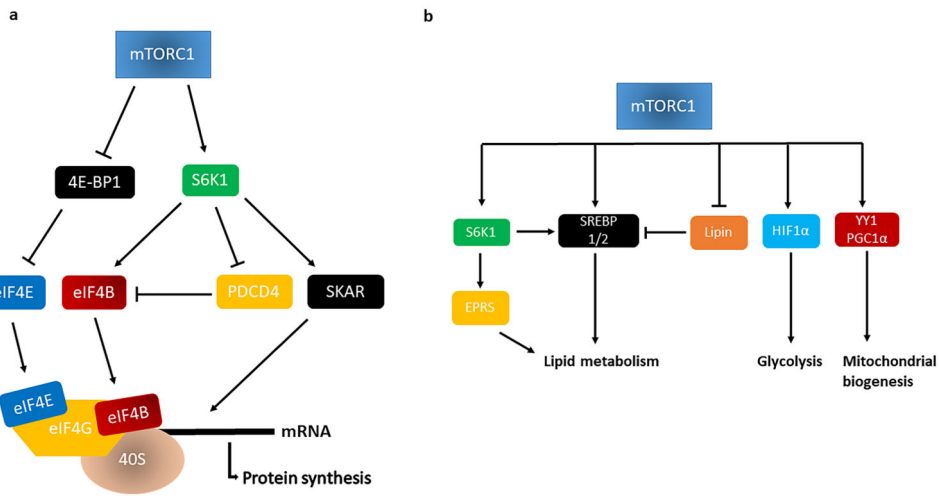 a
mTORC1
4E-BP1
S6K1
eIF4E
eIF4B
PDCD4
SKAR
eIF4E
eIF4G
eIF4B
40S
mRNA
Protein synthesis
b
mTORC1
S6K1
SREBP
1/2
Lipin
HIF1α
YY1
PGC1α
EPRS
Lipid metabolism
Glycolysis
Mitochondrial
biogenesis